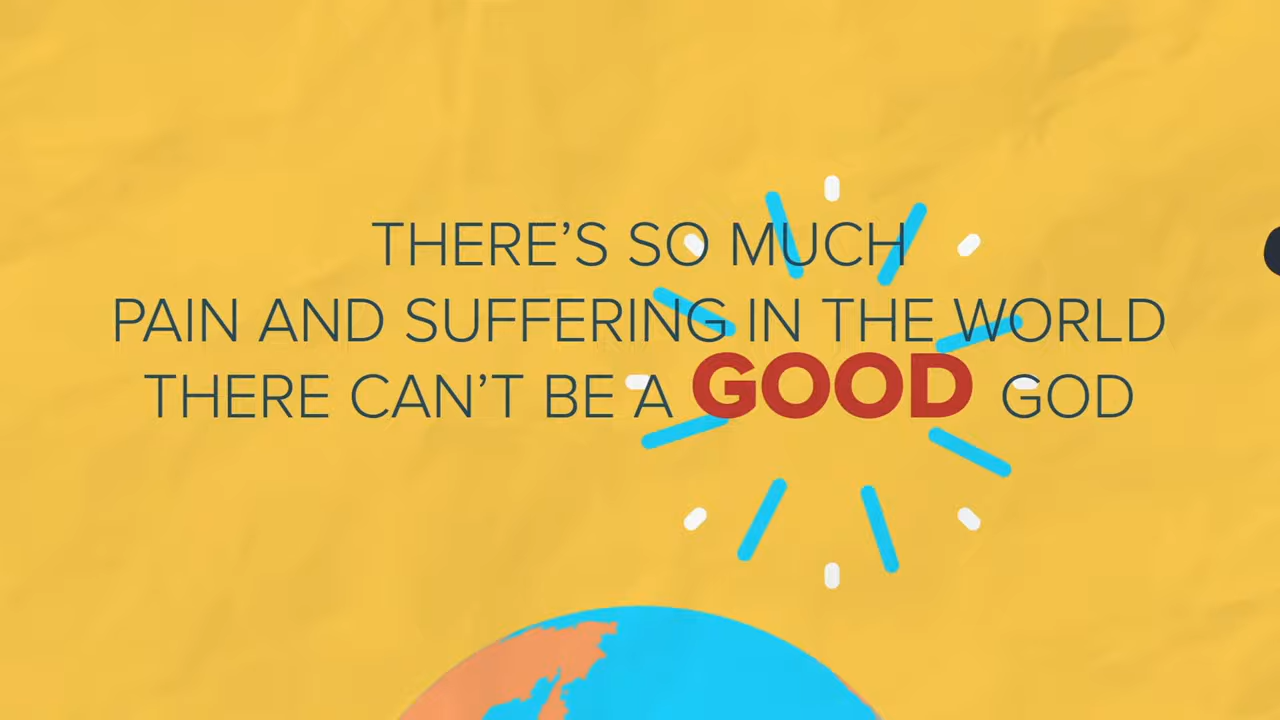 THERE’S SO MUCH
PAIN AND SUFFERING IN THE WORLD
THERE CAN’T BE A GOOD GOD